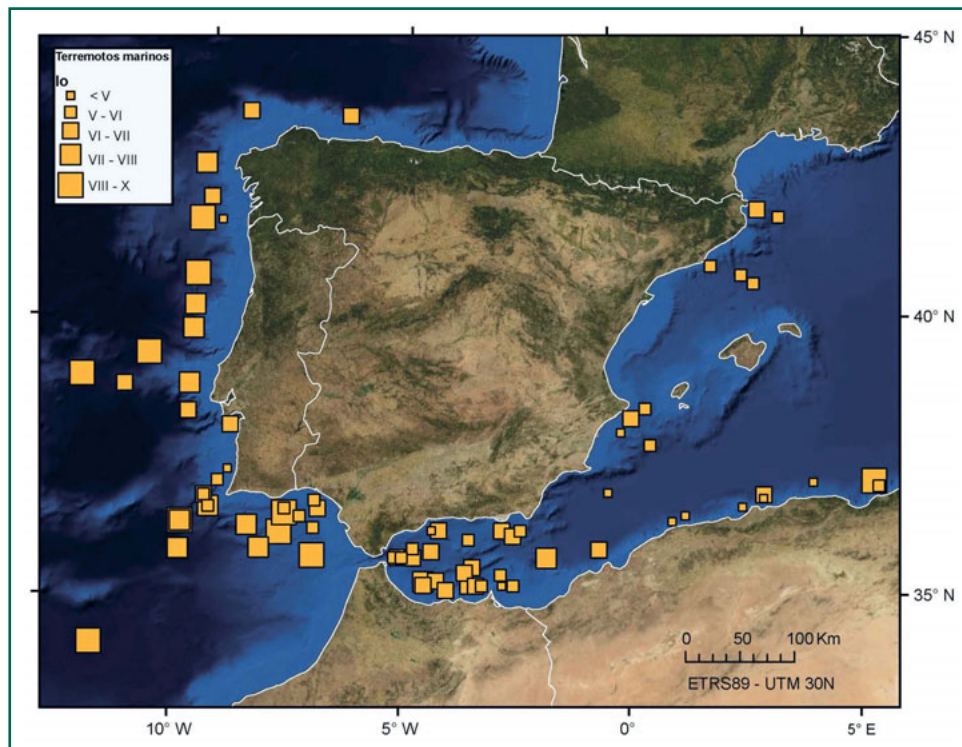 Terremotos marinos
Io
< V
V - VI
VI - VII
VII - VIII
VIII - X
45° N
40° N
35° N
0 50 100 Km
ETRS89 - UTM 30N
10° W 5° W 0° 5° E